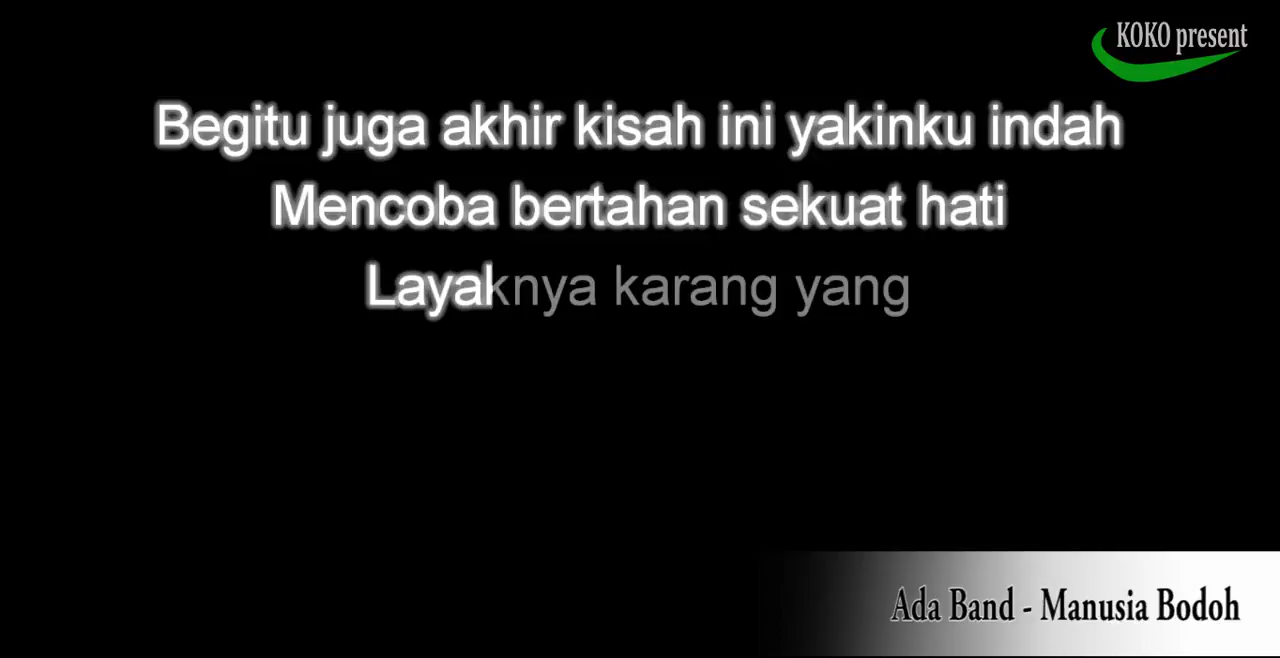 KOKO present
Begitu juga akhir kisah ini yakinku indah
Mencoba bertahan sekuat hati
Layaknya karang yang
Ada Band - Manusia Bodoh